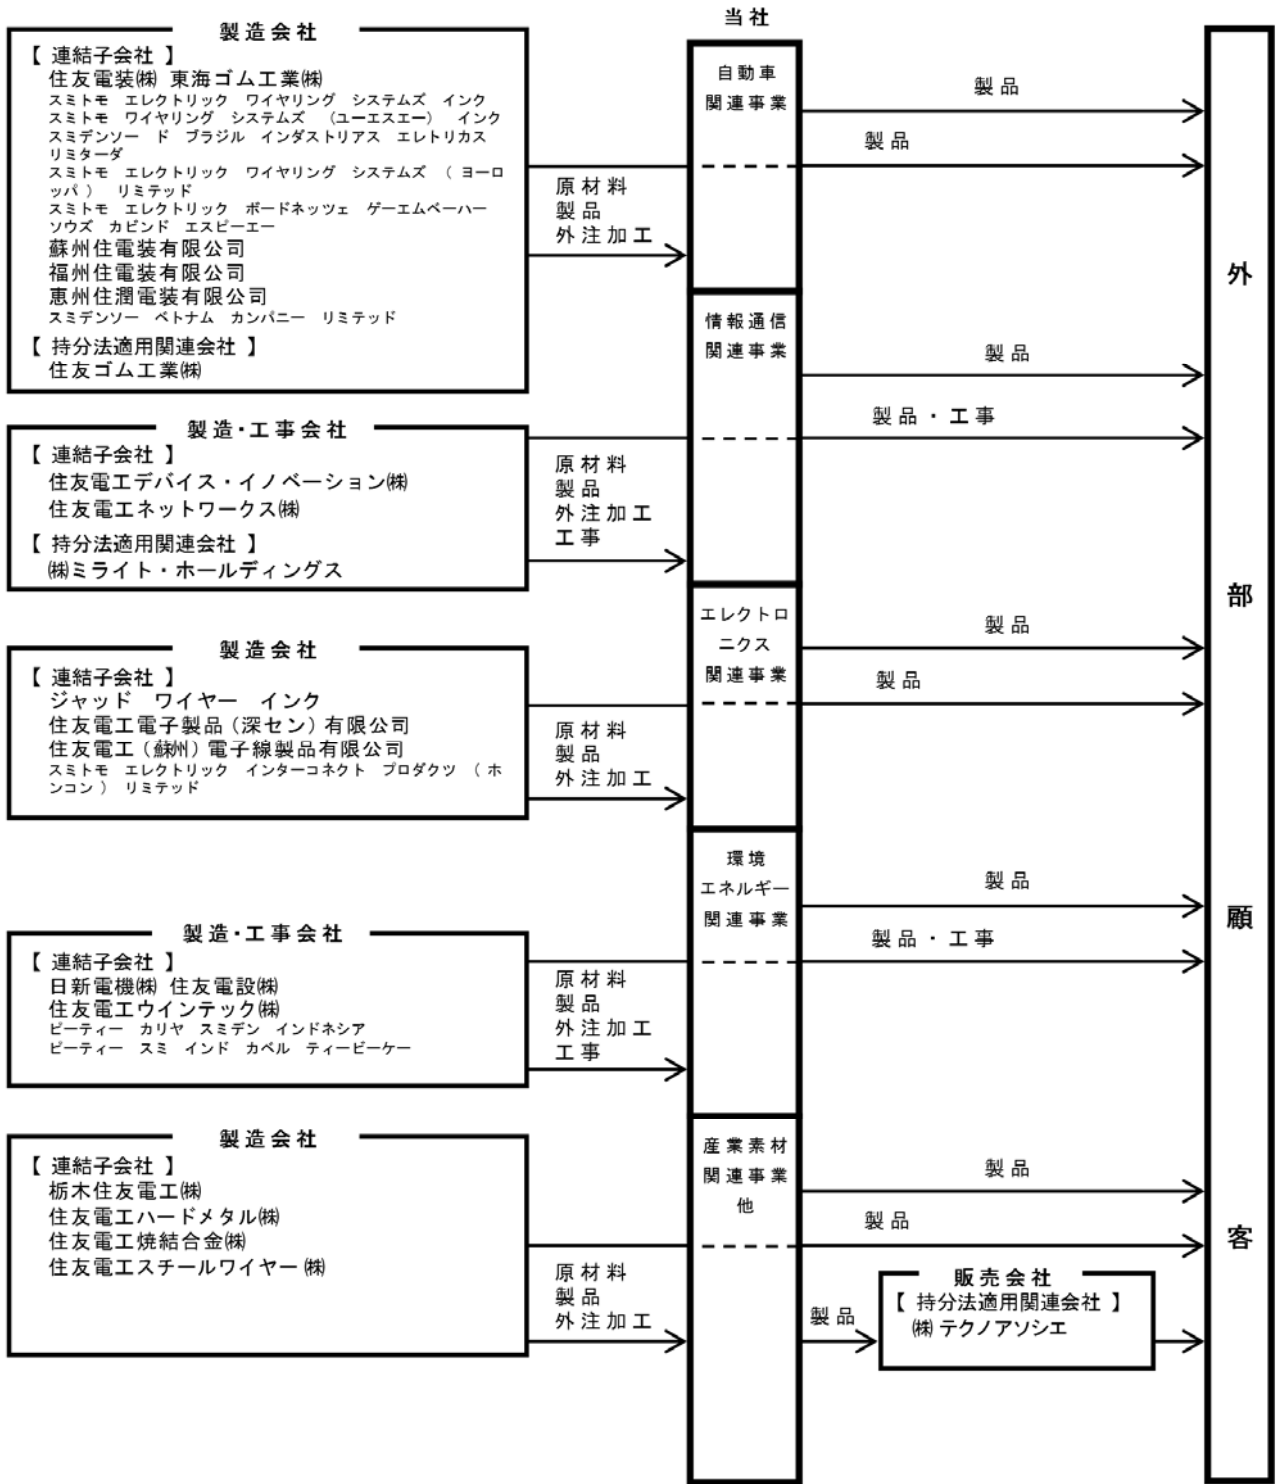 当社
製造会社
【 連結子会社 】
住友電装㈱ 東海ゴム工業㈱
スミトモ エレクトリック ワイヤリング システムズ インク
スミトモ ワイヤリング システムズ (ユーエスエー) インク
スミデンソー ド ブラジル インダストリアス エレトリカス
リミターダ
スミトモ エレクトリック ワイヤリング システムズ ( ヨーロ
ッパ ) リミテッド
スミトモ エレクトリック ボードネッツェ ゲーエムベーハー
ソウズ カビンド エスピーエー
蘇州住電装有限公司
福州住電装有限公司
惠州住潤電装有限公司
スミデンソー ベトナム カンパニー リミテッド
【 持分法適用関連会社 】
住友ゴム工業㈱
原材料
製品
外注加工
自動車
関連事業
製品
製品
製造・工事会社
【 連結子会社 】
住友電工デバイス・イノベーション㈱
住友電工ネットワークス㈱
【 持分法適用関連会社 】
㈱ミライト・ホールディングス
原材料
製品
外注加工
工事
情報通信
関連事業
製品
製品・工事
製造会社
【 連結子会社 】
ジャッド ワイヤー インク
住友電工電子製品(深セン)有限公司
住友電工(蘇州)電子線製品有限公司
スミトモ エレクトリック インターコネクト プロダクツ ( ホ
ンコン ) リミテッド
原材料
製品
外注加工
エレクトロ
ニクス
関連事業
製品
製品
製造・工事会社
【 連結子会社 】
日新電機㈱ 住友電設㈱
住友電工ウインテック㈱
ピーティー カリヤ スミデン インドネシア
ピーティー スミ インド カベル ティービーケー
原材料
製品
外注加工
工事
環境
エネルギー
関連事業
製品
製品・工事
製造会社
【 連結子会社 】
栃木住友電工㈱
住友電工ハードメタル㈱
住友電工焼結合金㈱
住友電工スチールワイヤー㈱
原材料
製品
外注加工
産業素材
関連事業
他
製品
製品
製品
販売会社
【 持分法適用関連会社 】
㈱ テクノアソシエ
外部顧客